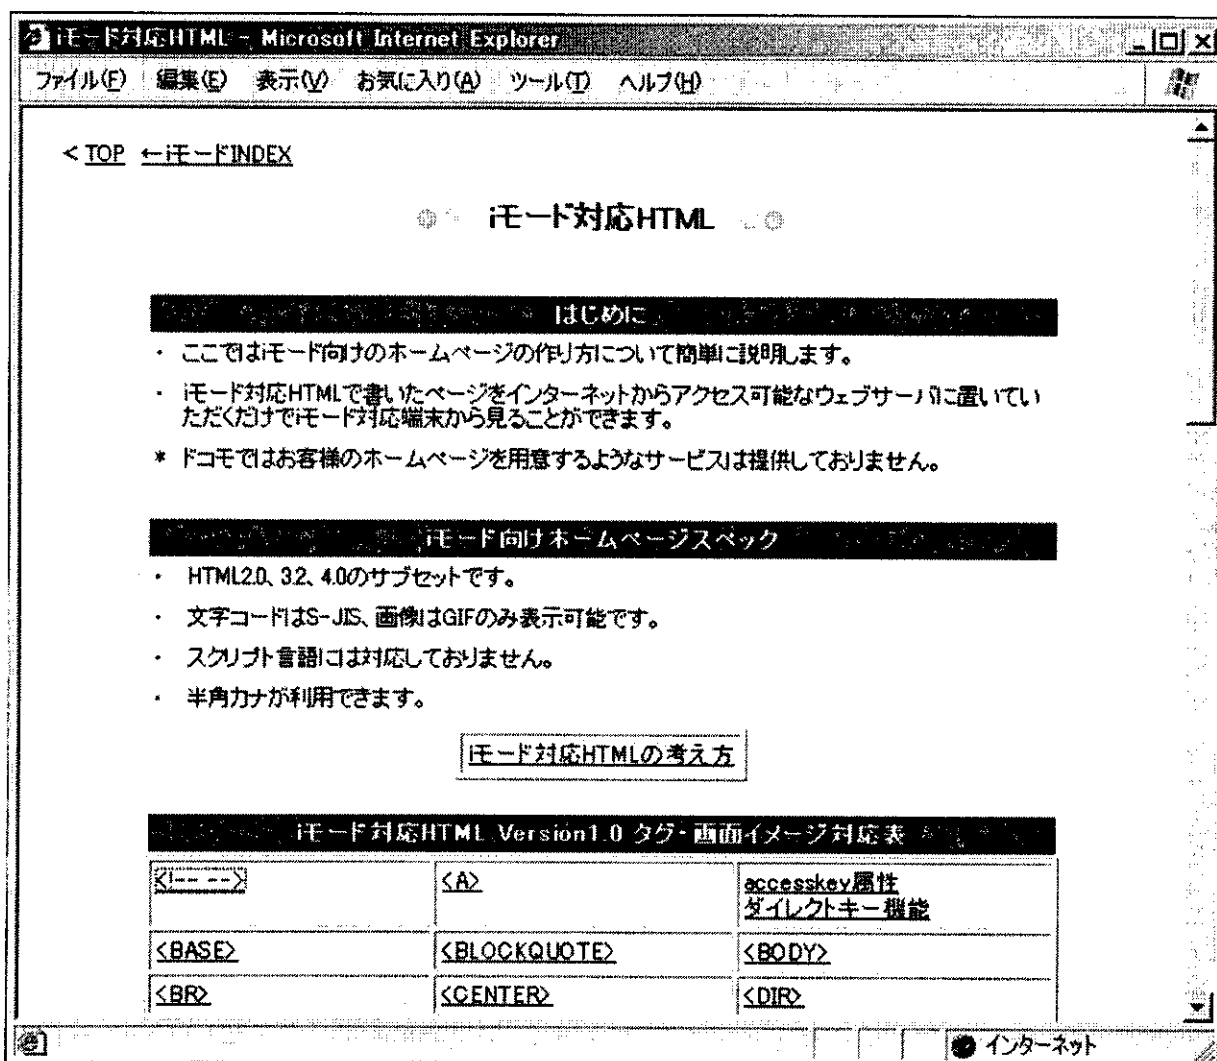 iモード対応HTML - Microsoft Internet Explorer
ファイル(F) 編集(E) 表示(V) お気に入り(A) ツール(T) ヘルプ(H)
< TOP ←iモードINDEX
iモード対応HTML
はじめに
・ ここではiモード向けのホームページの作り方について簡単に説明します。
・ iモード対応HTMLで書いたページをインターネットからアクセス可能なウェブサーバに置いてい
ただくだけでiモード対応端末から見ることができます。
* ドコモではお客様のホームページを用意するようなサービスは提供しておりません。
iモード向けホームページスペック
・ HTML2.0、3.2、4.0のサブセットです。
・ 文字コードはS-JIS、画像はGIFのみ表示可能です。
・ スクリプト言語には対応しておりません。
・ 半角カナが利用できます。
iモード対応HTMLの考え方
iモード対応HTML Version1.0 タグ・画面イメージ対応表
<!-- --> <A> accesskey属性
ダイレクトキー機能
<BASE> <BLOCKQUOTE> <BODY>
<BR> <CENTER> <DIR>
インターネット